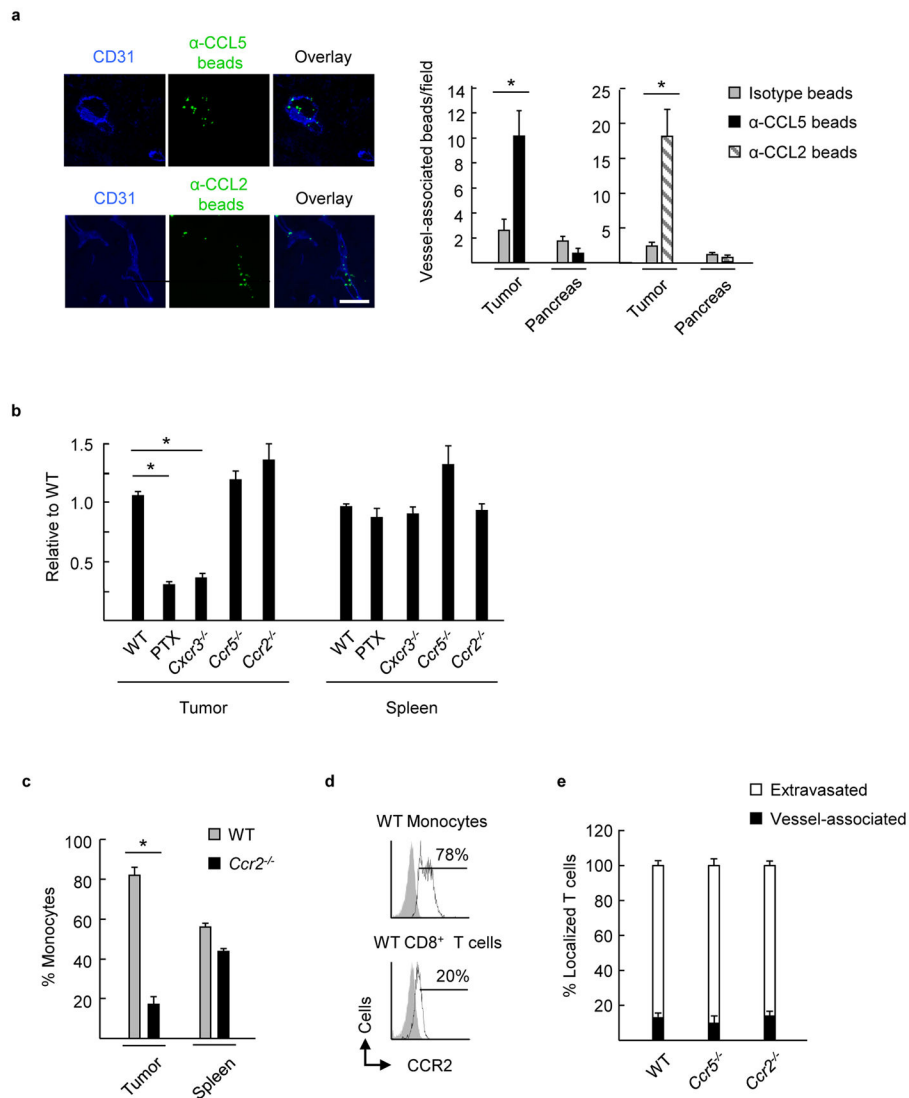 a
CD31 α-CCL5 beads Overlay
CD31 α-CCL2 beads Overlay
Vessel-associated beads/field
14
12
10
8
6
4
2
Tumor Pancreas
*
25
20
15
10
5
Tumor Pancreas
*
Isotype beads
α-CCL5 beads
α-CCL2 beads
b
Relative to WT
1.5
1.0
0.5
*
*
WT PTX Cxcr3-/- Ccr5-/- Ccr2-/-
Tumor
WT PTX Cxcr3-/- Ccr5-/- Ccr2-/-
Spleen
c
WT
Ccr2-/-
% Monocytes
100
80
60
40
20
*
Tumor Spleen
d
WT Monocytes
78%
WT CD8+ T cells
20%
Cells
CCR2
e
Extravasated
Vessel-associated
% Localized T cells
120
100
80
60
40
20
WT Ccr5-/- Ccr2-/-